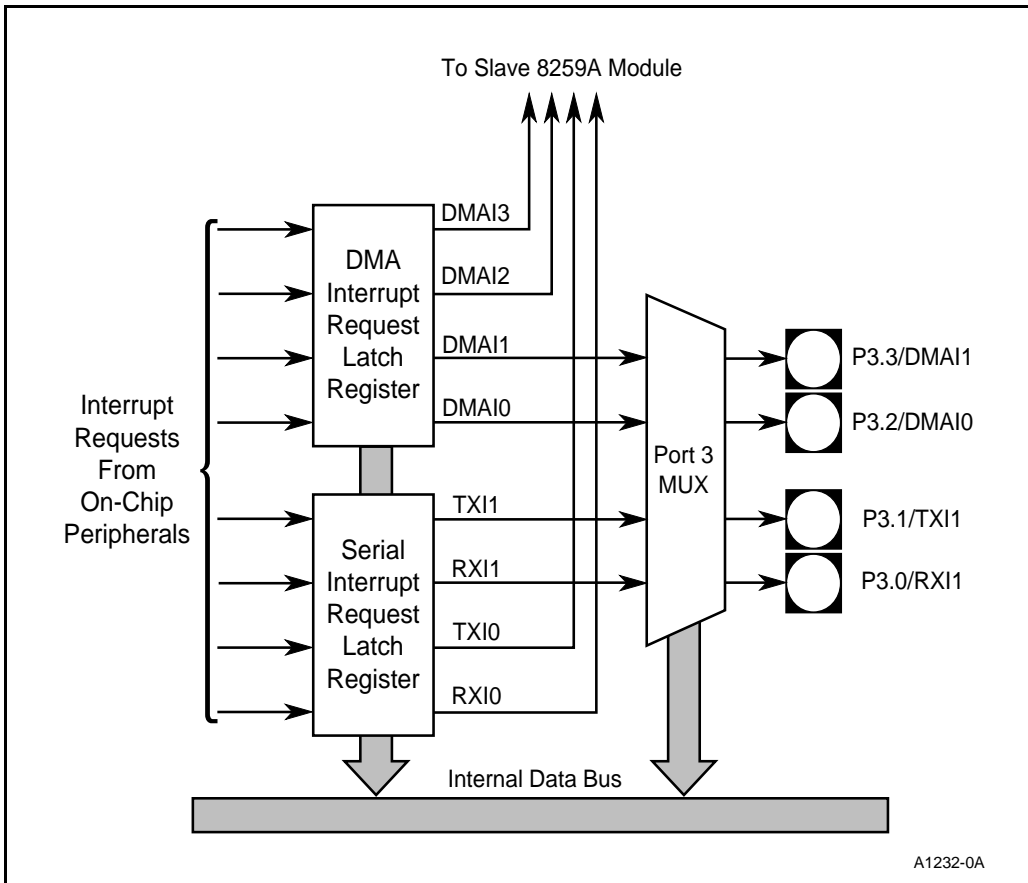 To Slave 8259A Module
DMAI3
DMA
Interrupt
Request
Latch
Register
DMAI2
DMAI1
DMAI0
Interrupt
Requests
From
On-Chip
Peripherals
Port 3
MUX
P3.3/DMAI1
P3.2/DMAI0
Serial
Interrupt
Request
Latch
Register
TXI1
RXI1
TXI0
RXI0
P3.1/TXI1
P3.0/RXI1
Internal Data Bus
A1232-0A